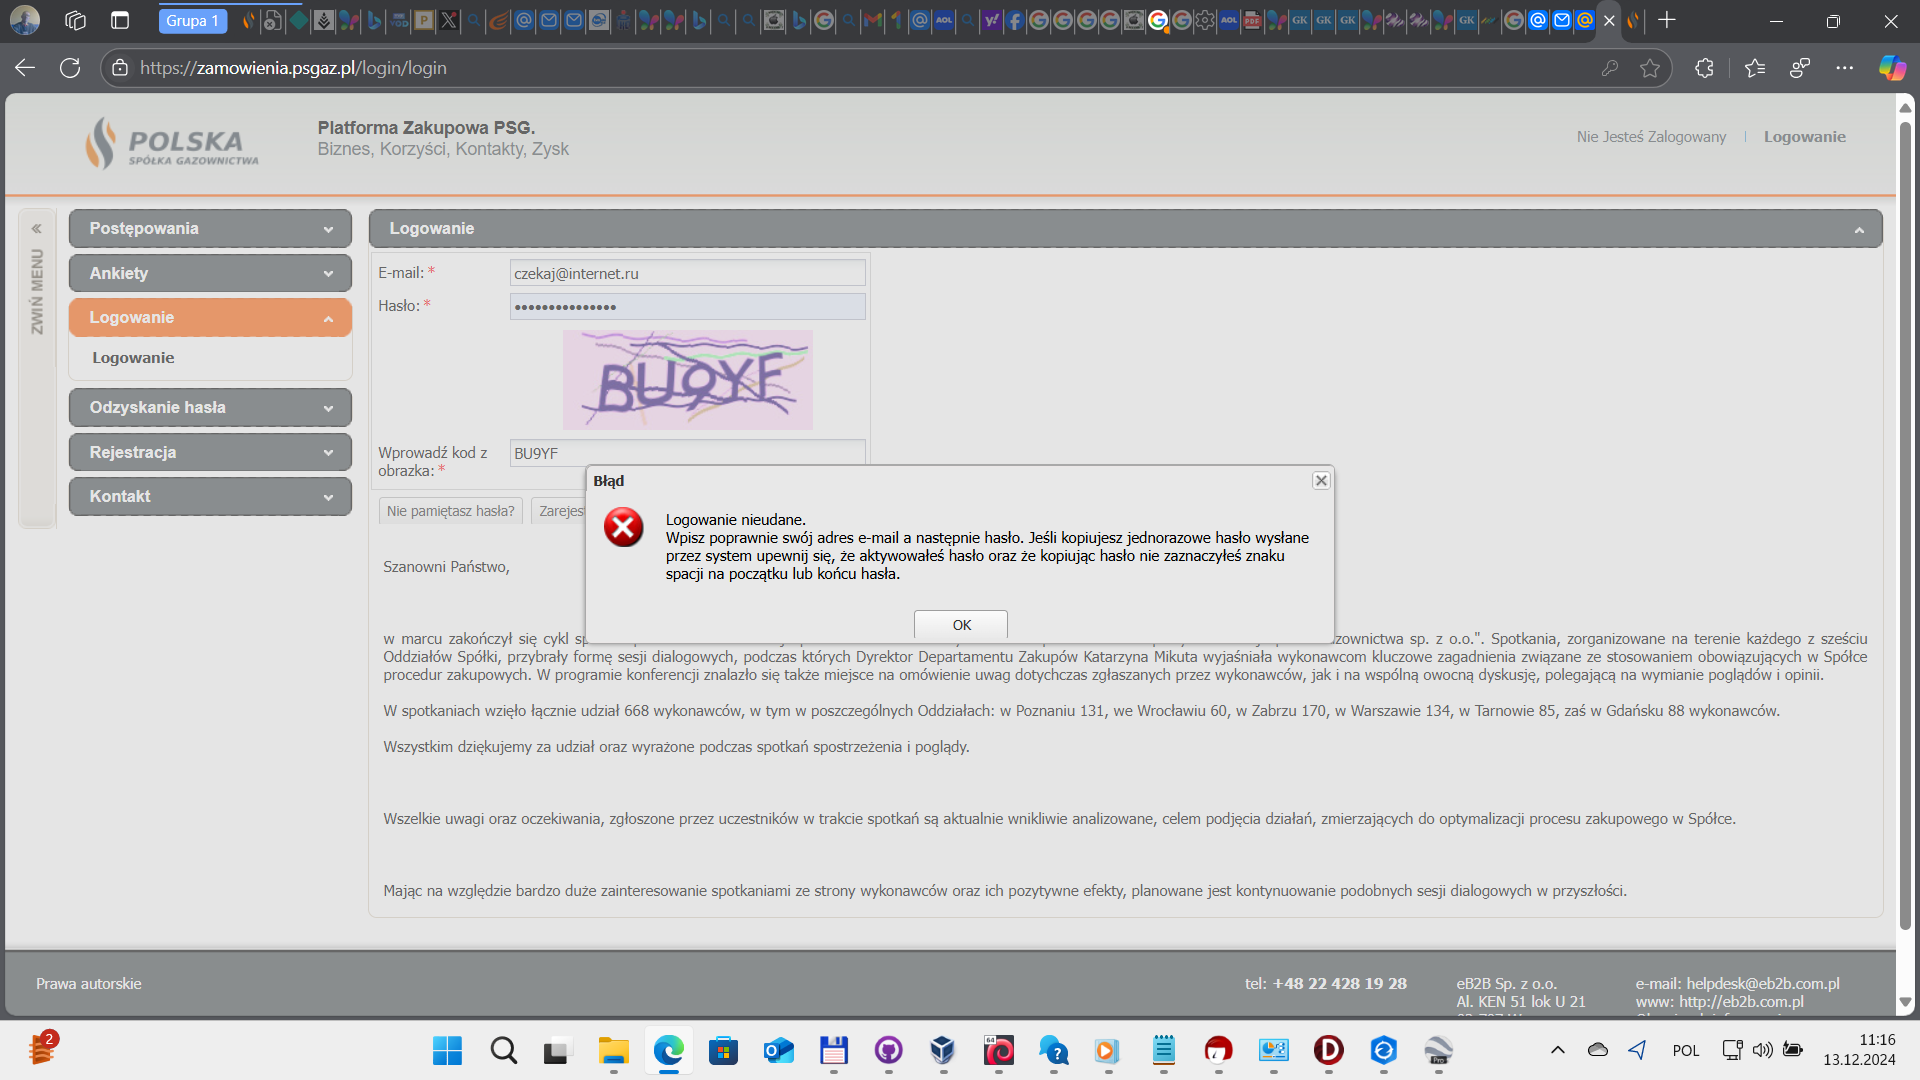 Grupa 1
https://zamowienia.psgaz.pl/login/login
POLSKA
SPÓŁKA GAZOWNICTWA
Platforma Zakupowa PSG.
Biznes, Korzyści, Kontakty, Zysk
Nie Jesteś Zalogowany
Logowanie
ZWIŃ MENU
Postępowania
Ankiety
Logowanie
Logowanie
Odzyskanie hasła
Rejestracja
Kontakt
Logowanie
E-mail: *
czekaj@internet.ru
Hasło: *
•••••••••••••••
BU9YF
Wprowadź kod z
obrazka: *
BU9YF
Nie pamiętasz hasła?
Błąd
Logowanie nieudane.
Wpisz poprawnie swój adres e-mail a następnie hasło. Jeśli kopiujesz jednorazowe hasło wysłane
przez system upewnij się, że aktywowałeś hasło oraz że kopiując hasło nie zaznaczyłeś znaku
spacji na początku lub końcu hasła.
OK
Szanowni Państwo,
w marcu zakończył się cykl
sp. z o.o.". Spotkania, zorganizowane na terenie każdego z sześciu
Oddziałów Spółki, przybrały formę sesji dialogowych, podczas których Dyrektor Departamentu Zakupów Katarzyna Mikuta wyjaśniała wykonawcom kluczowe zagadnienia związane ze stosowaniem obowiązujących w Spółce
procedur zakupowych. W programie konferencji znalazło się także miejsce na omówienie uwag dotychczas zgłaszanych przez wykonawców, jak i na wspólną owocną dyskusję, polegającą na wymianie poglądów i opinii.
W spotkaniach wzięło łącznie udział 668 wykonawców, w tym w poszczególnych Oddziałach: w Poznaniu 131, we Wrocławiu 60, w Zabrzu 170, w Warszawie 134, w Tarnowie 85, zaś w Gdańsku 88 wykonawców.
Wszystkim dziękujemy za udział oraz wyrażone podczas spotkań spostrzeżenia i poglądy.
Wszelkie uwagi oraz oczekiwania, zgłoszone przez uczestników w trakcie spotkań są aktualnie wnikliwie analizowane, celem podjęcia działań, zmierzających do optymalizacji procesu zakupowego w Spółce.
Mając na względzie bardzo duże zainteresowanie spotkaniami ze strony wykonawców oraz ich pozytywne efekty, planowane jest kontynuowanie podobnych sesji dialogowych w przyszłości.
Prawa autorskie
tel: +48 22 428 19 28
eB2B Sp. z o.o.
Al. KEN 51 lok U 21
e-mail: helpdesk@eb2b.com.pl
www: http://eb2b.com.pl
2
POL
11:16
13.12.2024